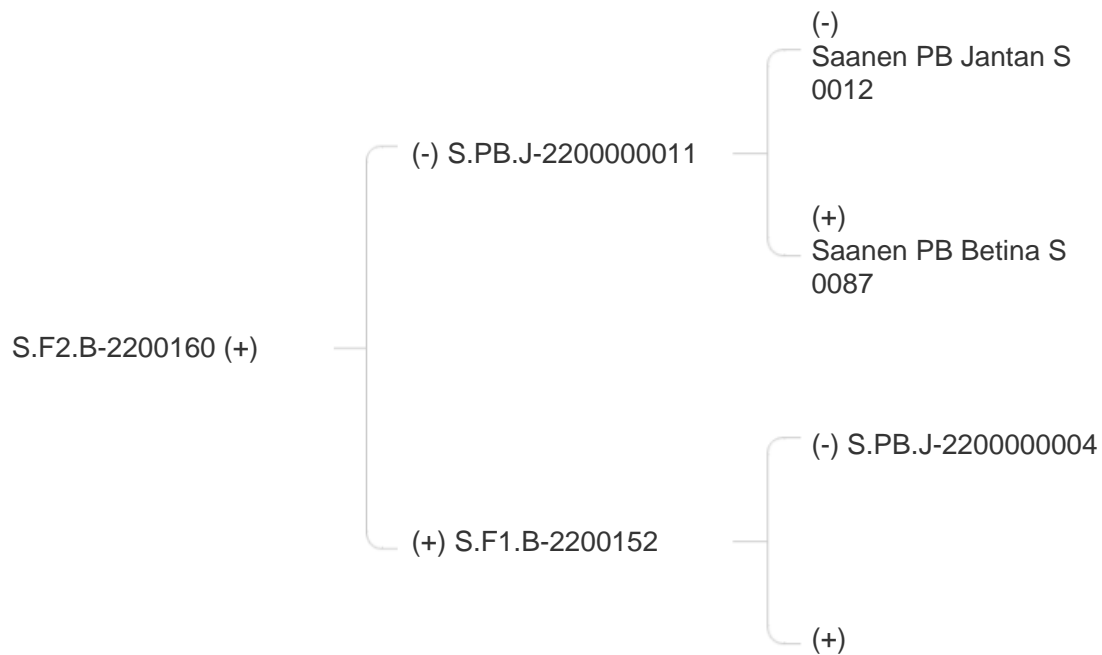 (-)
Saanen PB Jantan S
0012
(-) S.PB.J-2200000011
(+)
Saanen PB Betina S
0087
S.F2.B-2200160 (+)
(-) S.PB.J-2200000004
(+) S.F1.B-2200152
(+)